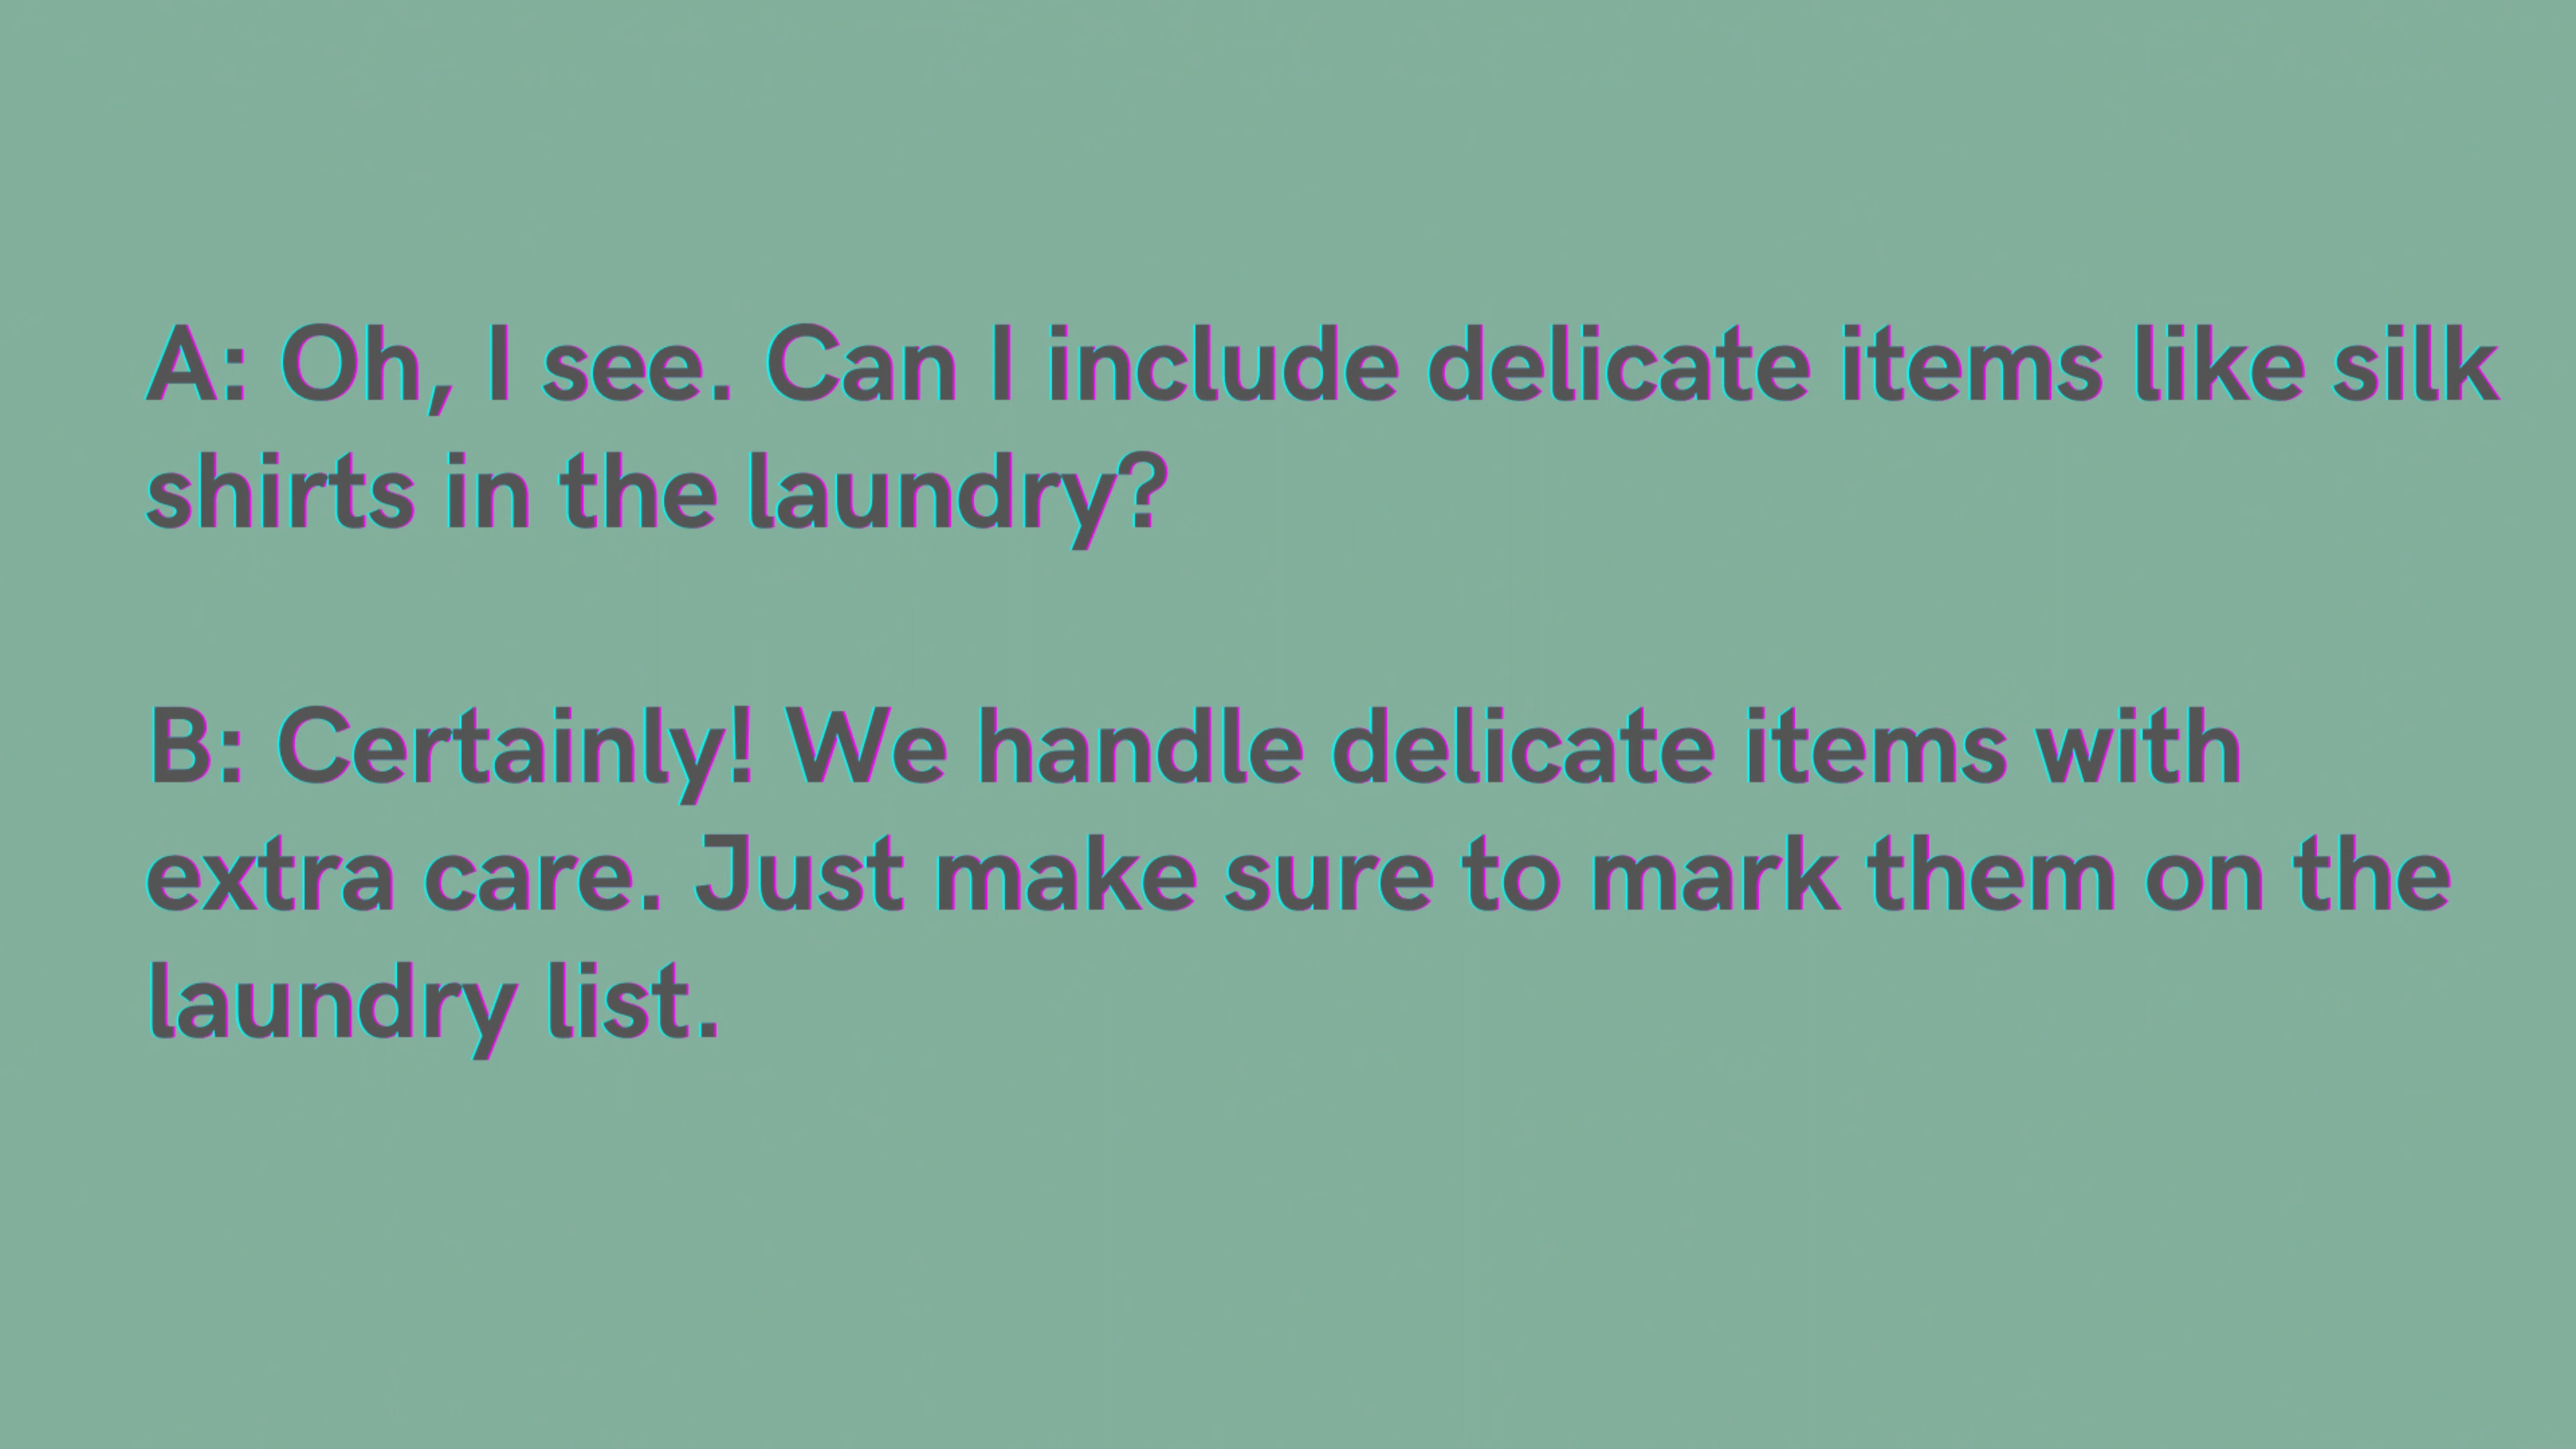 A: Oh, I see. Can I include delicate items like silk
shirts in the laundry?
B: Certainly! We handle delicate items with
extra care. Just make sure to mark them on the
laundry list.